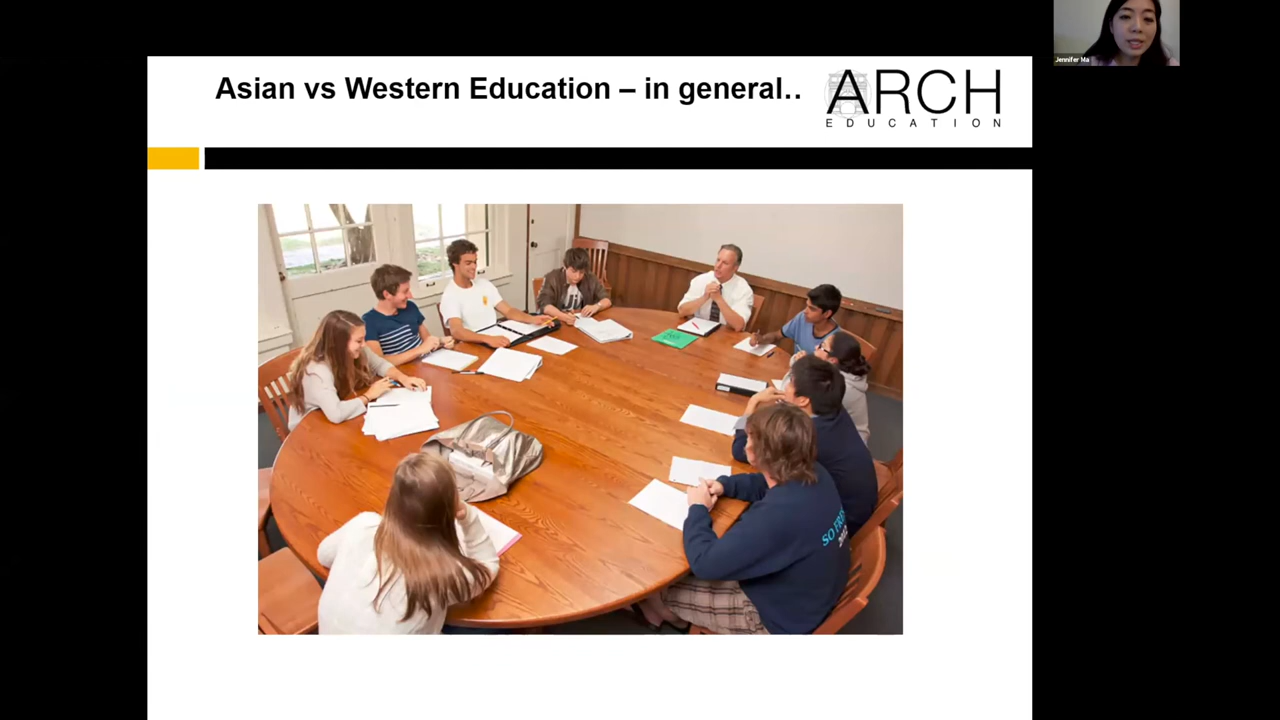 Asian vs Western Education – in general..
ARCH
EDUCATION
Jennifer Ma